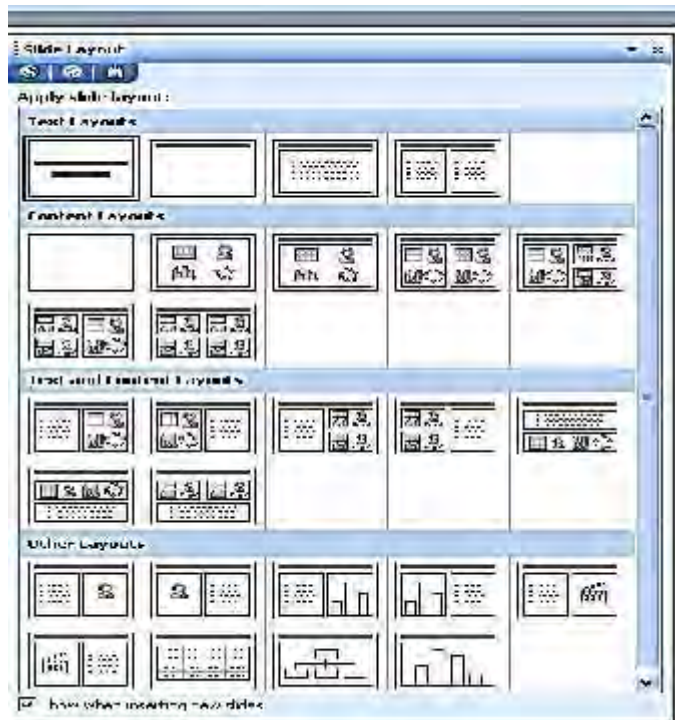 Slide Layout
Apply slide layout:
Text Layouts
Content Layouts
Text and Content Layouts
Other Layouts
Show when inserting new slides